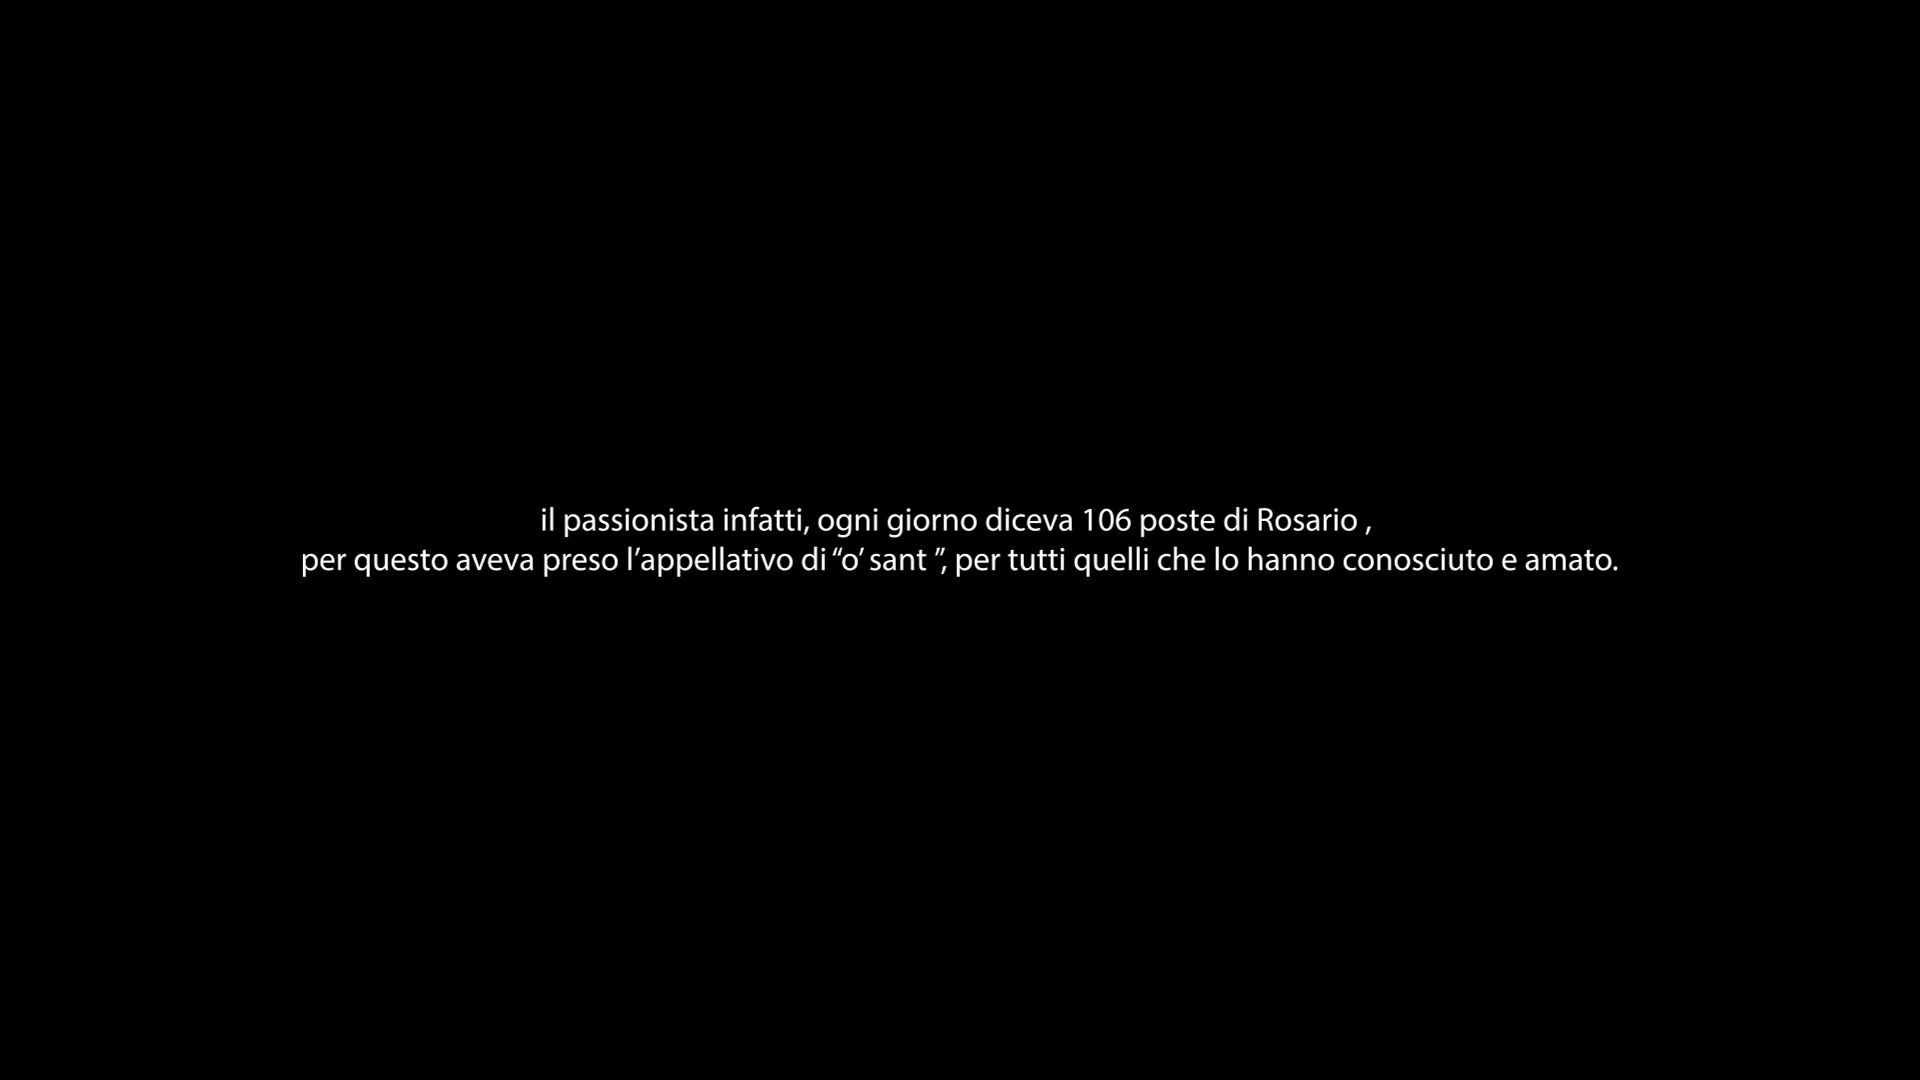 il passionista infatti, ogni giorno diceva 106 poste di Rosario ,
per questo aveva preso l’appellativo di “o’ sant ”, per tutti quelli che lo hanno conosciuto e amato.